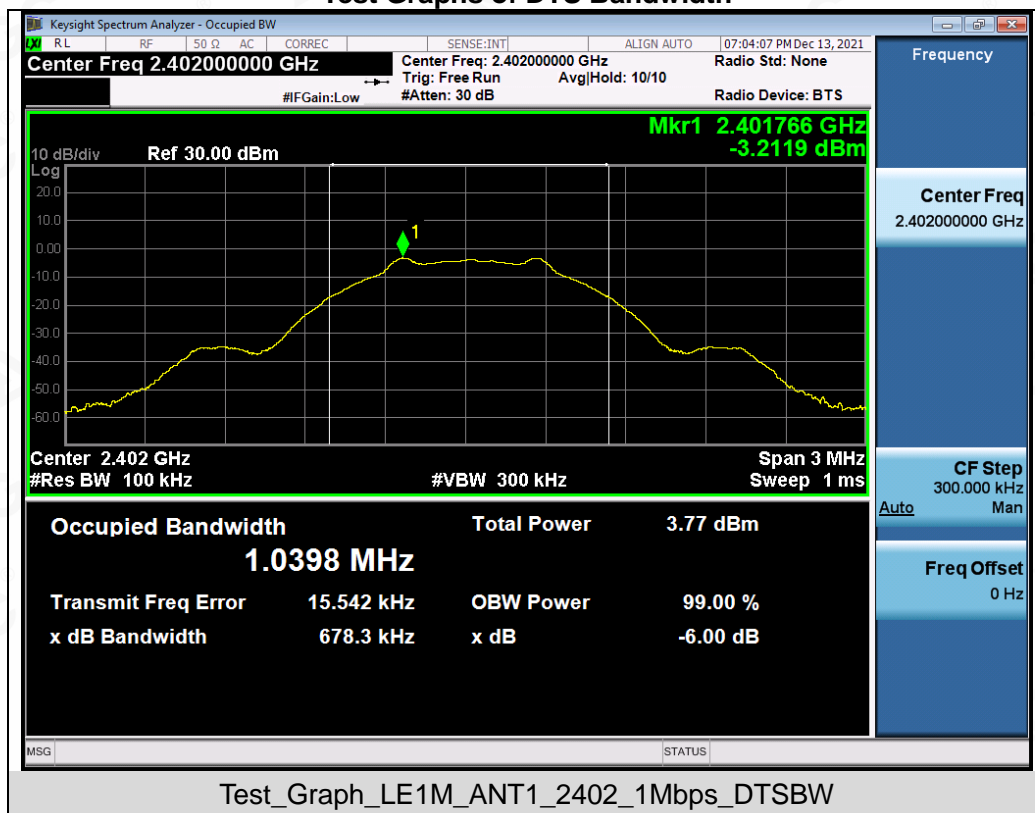 Test Graphs of DTS Bandwidth
Keysight Spectrum Analyzer - Occupied BW
LXI RL RF 50 Ω AC CORREC SENSE:INT ALIGN AUTO 07:04:07 PM Dec 13, 2021
Center Freq 2.402000000 GHz
Center Freq: 2.402000000 GHz
Radio Std: None
Trig: Free Run Avg|Hold: 10/10
#IFGain:Low
#Atten: 30 dB
Radio Device: BTS
Frequency
Mkr1 2.401766 GHz
-3.2119 dBm
10 dB/div Ref 30.00 dBm
Log
20.0
10.0
0.00
-10.0
-20.0
-30.0
-40.0
-50.0
-60.0
1
Center 2.402 GHz Span 3 MHz
#Res BW 100 kHz #VBW 300 kHz Sweep 1 ms
Center Freq
2.402000000 GHz
CF Step
300.000 kHz
Auto Man
Freq Offset
0 Hz
Occupied Bandwidth Total Power 3.77 dBm
1.0398 MHz
Transmit Freq Error 15.542 kHz OBW Power 99.00 %
x dB Bandwidth 678.3 kHz x dB -6.00 dB
MSG STATUS
Test_Graph_LE1M_ANT1_2402_1Mbps_DTSBW